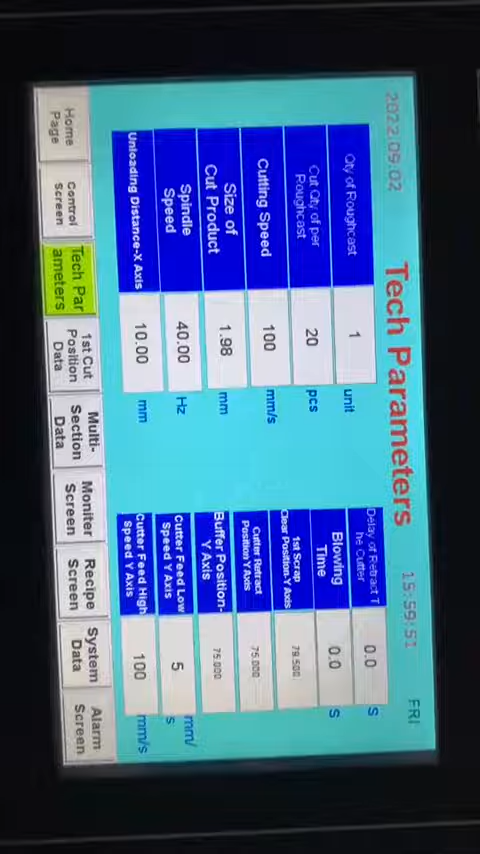 2022.09.02
Tech Parameters
15:59:51
FRI
Qty of Roughcast
1
unit
Cut Qty of per
Roughcast
20
pcs
Cutting Speed
100
mm/s
Size of
Cut Product
1.98
mm
Spindle
Speed
40.00
Hz
Unloading Distance-X Axis
10.00
mm
Delay of Retract T
he Cutter
0.0
S
Blowing
Time
0.0
S
1st Scrap
Clear Position-Y Axis
79.500
Cutter Retract
Position Y Axis
75.000
Buffer Position-
Y Axis
75.000
Cutter Feed Low
Speed Y Axis
5
mm/
s
Cutter Feed High
Speed Y Axis
100
mm/s
Home
Page
Control
Screen
Tech Par
ameters
1st Cut
Position
Data
Multi-
Section
Data
Moniter
Screen
Recipe
Screen
System
Data
Alarm
Screen